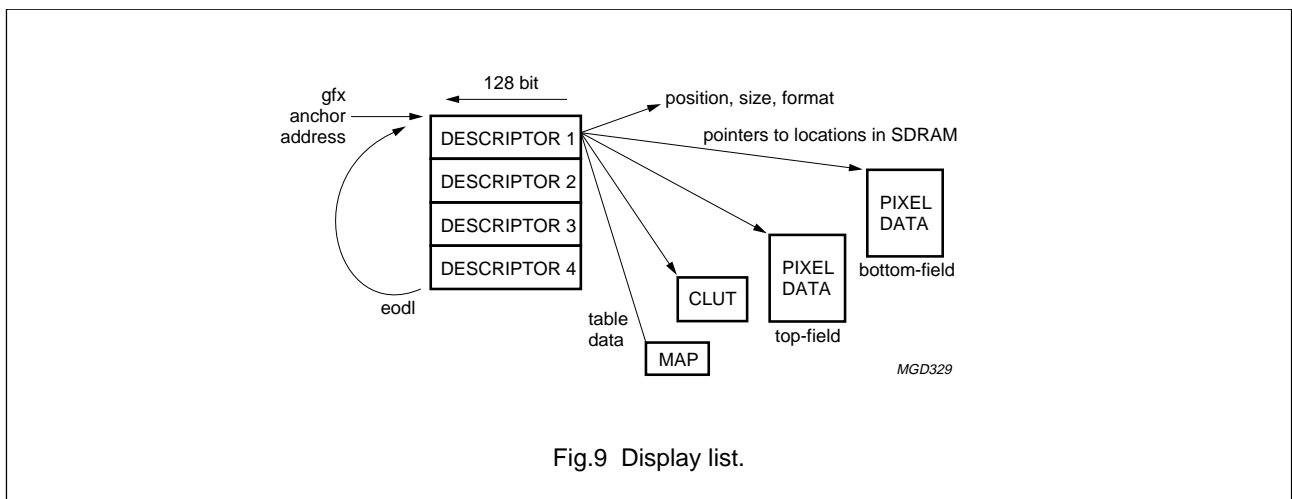 128 bit
gfx
anchor
address
position, size, format
pointers to locations in SDRAM
DESCRIPTOR 1
DESCRIPTOR 2
DESCRIPTOR 3
DESCRIPTOR 4
eodl
PIXEL
DATA
bottom-field
PIXEL
DATA
top-field
CLUT
table
data
MAP
MGD329
Fig.9 Display list.